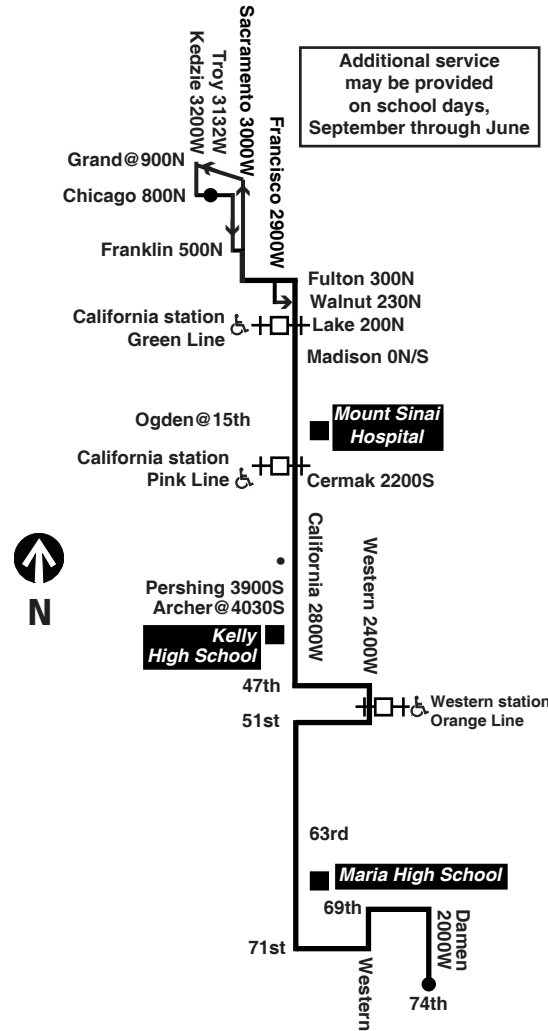 Kedzie 3200W
Troy 3132W
Sacramento 3000W
Francisco 2900W
Additional service
may be provided
on school days,
September through June
Grand@900N
Chicago 800N
Franklin 500N
Fulton 300N
Walnut 230N
California station
Green Line
Lake 200N
Madison 0N/S
Ogden@15th
Mount Sinai
Hospital
California station
Pink Line
Cermak 2200S
California 2800W
Western 2400W
N
Pershing 3900S
Archer@4030S
Kelly
High School
47th
51st
Western station
Orange Line
63rd
Maria High School
69th
Damen
2000W
71st
Western
74th